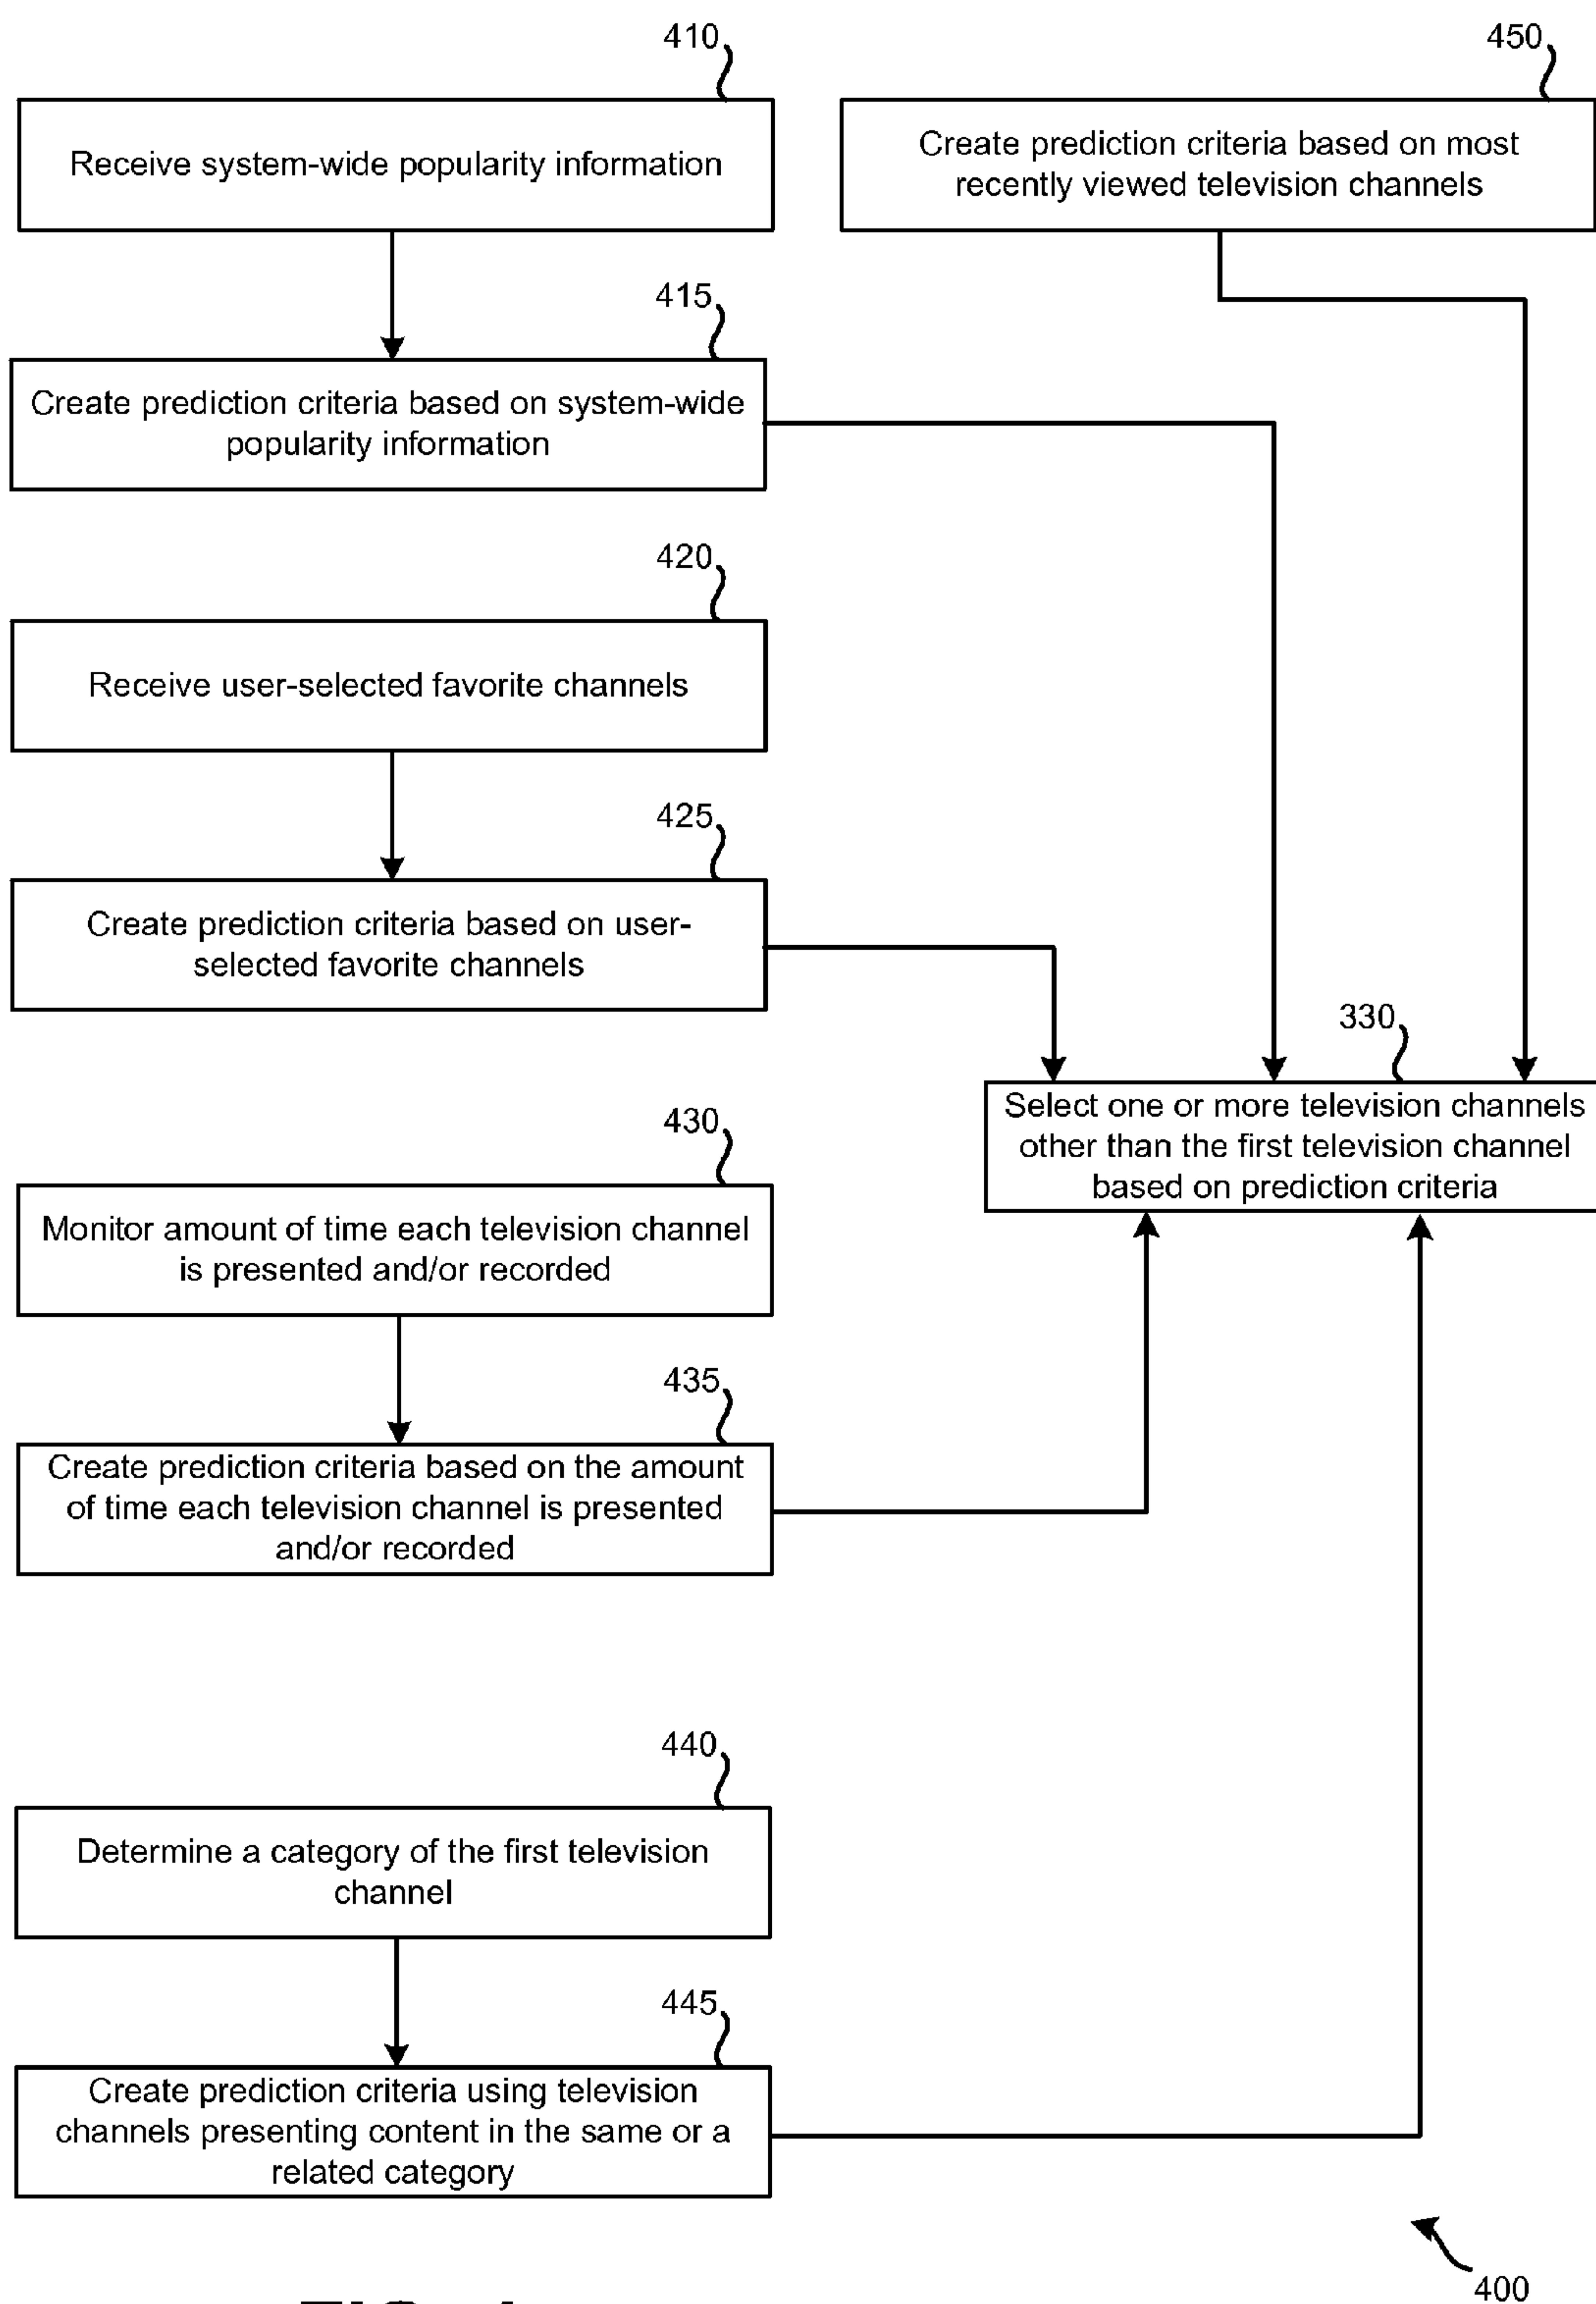 410
Receive system-wide popularity information
450
Create prediction criteria based on most
recently viewed television channels
415
Create prediction criteria based on system-wide
popularity information
420
Receive user-selected favorite channels
425
Create prediction criteria based on user-
selected favorite channels
330
Select one or more television channels
other than the first television channel
based on prediction criteria
430
Monitor amount of time each television channel
is presented and/or recorded
435
Create prediction criteria based on the amount
of time each television channel is presented
and/or recorded
440
Determine a category of the first television
channel
445
Create prediction criteria using television
channels presenting content in the same or a
related category
400